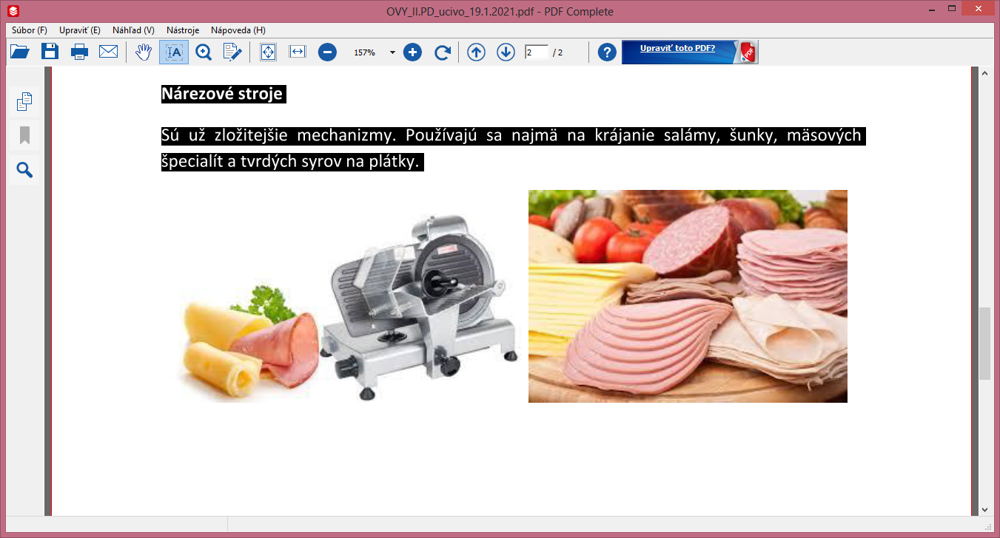 OVY_II.PD_ucivo_19.1.2021.pdf - PDF Complete
Súbor (F) Upraviť (E) Náhľad (V) Nástroje Nápoveda (H)
157% 2 / 2 Upraviť toto PDF? PDF
Nárezové stroje
Sú už zložitejšie mechanizmy. Používajú sa najmä na krájanie salámy, šunky, mäsových
špecialít a tvrdých syrov na plátky.